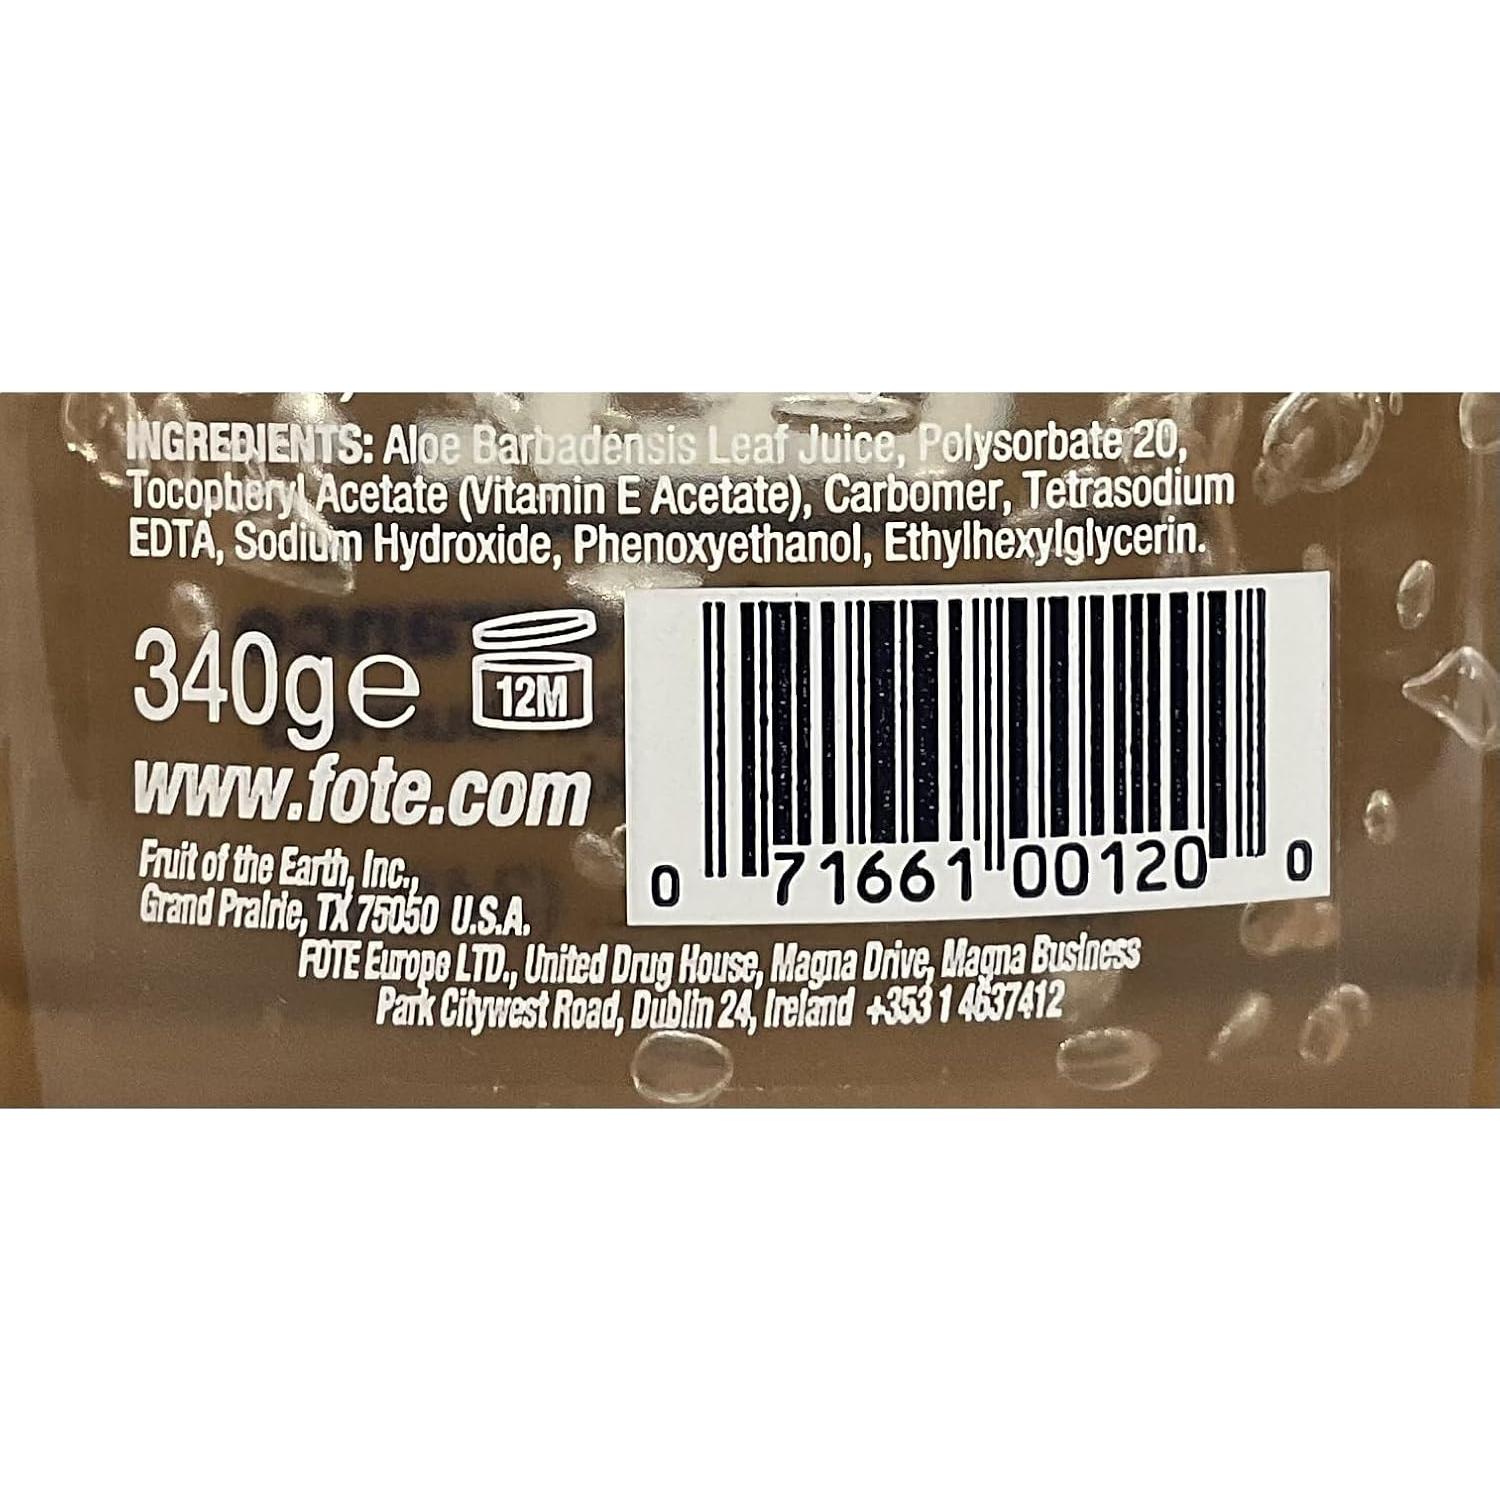 INGREDIENTS: Aloe Barbadensis Leaf Juice, Polysorbate 20,
Tocopheryl Acetate (Vitamin E Acetate), Carbomer, Tetrasodium
EDTA, Sodium Hydroxide, Phenoxyethanol, Ethylhexylglycerin.
340g℮
12M
www.fote.com
Fruit of the Earth, Inc.,
Grand Prairie, TX 75050 U.S.A.
0 71661 00120 0
FOTE Europe LTD., United Drug House, Magna Drive, Magna Business
Park Citywest Road, Dublin 24, Ireland +353 1 4637412